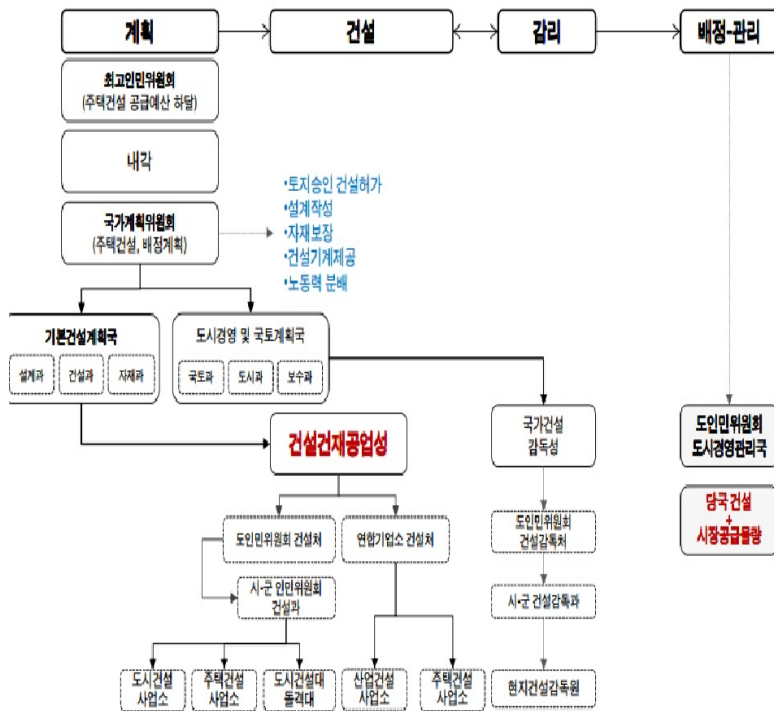 계획
건설
감리
배정-관리
최고인민위원회
(주택건설 공급예산 하달)
내각
국가계획위원회
(주택건설, 배정계획)
•토지승인 건설허가
•설계작성
•자재보장
•건설기계제공
•노동력 분배
기본건설계획국
설계과
건설과
자재과
도시경영 및 국토계획국
국토과
도시과
보수과
건설건재공업성
국가건설
감독성
도인민위원회
도시경영관리국
당국 건설
+
시장공급물량
도인민위원회 건설처
연합기업소 건설처
도인민위원회
건설감독처
시-군 인민위원회
건설과
시•군 건설감독과
도시건설
사업소
주택건설
사업소
도시건설대
돌격대
산업건설
사업소
주택건설
사업소
현지건설감독원